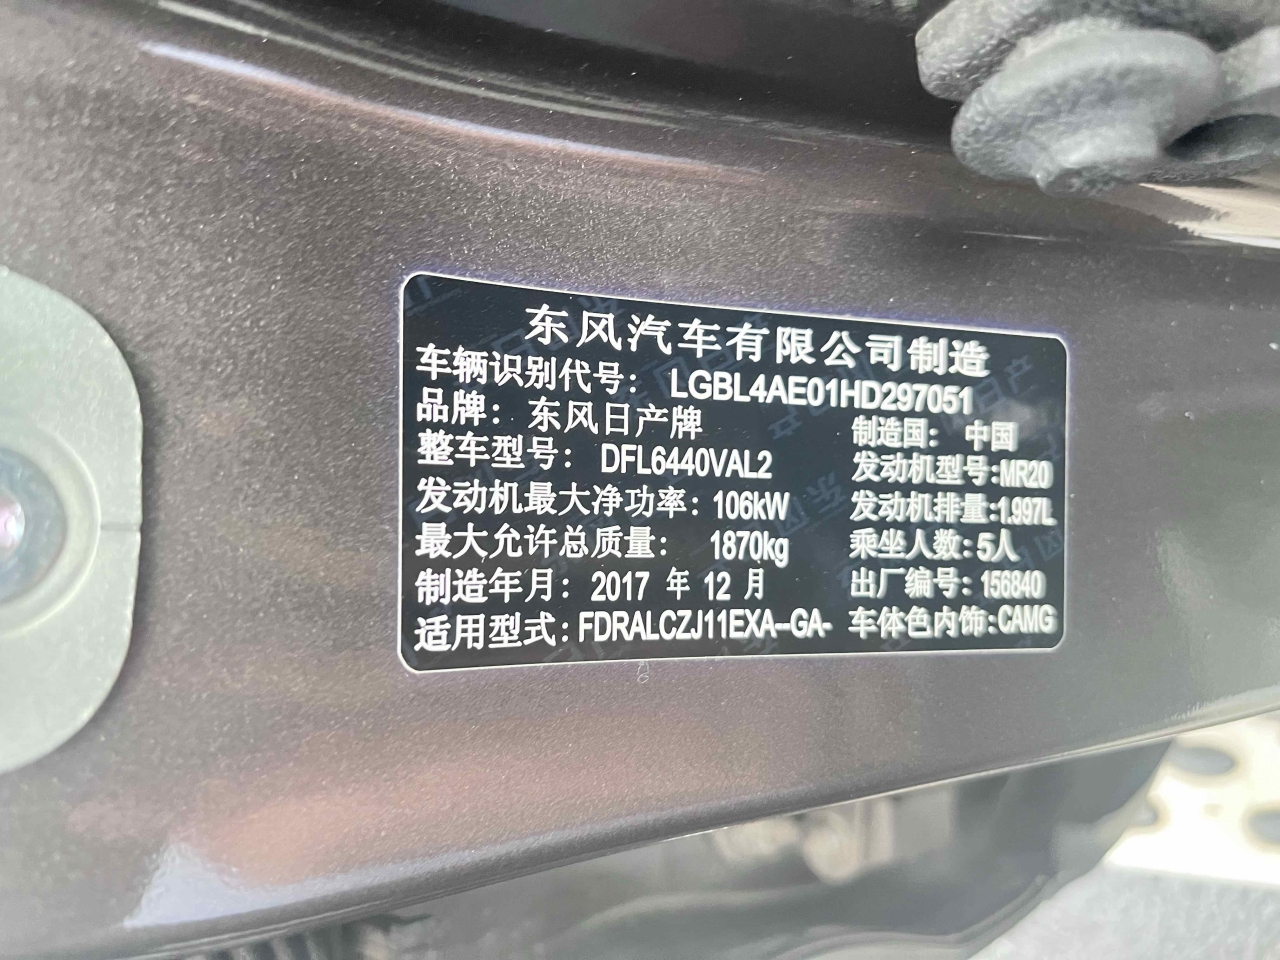 东风汽车有限公司制造
车辆识别代号: LGBL4AE01HD297051
品牌: 东风日产牌 制造国: 中国
整车型号: DFL6440VAL2 发动机型号:MR20
发动机最大净功率: 106kW 发动机排量:1.997L
最大允许总质量: 1870kg 乘坐人数:5人
制造年月: 2017 年 12 月 出厂编号: 156840
适用型式: FDRALCZJ11EXA--GA- 车体色内饰:CAMG